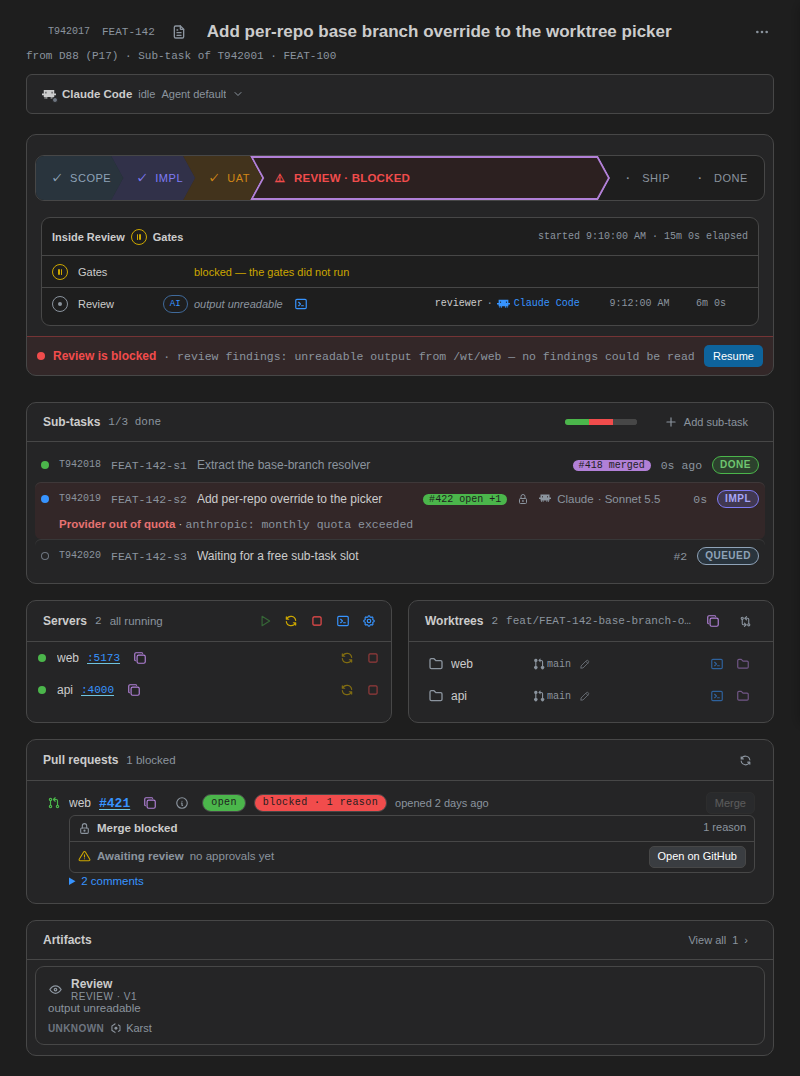 T942017 FEAT-142 Add per-repo base branch override to the worktree picker
from D88 (P17) · Sub-task of T942001 · FEAT-100
Claude Code idle Agent default
SCOPE IMPL UAT REVIEW · BLOCKED SHIP DONE
Inside Review Gates started 9:10:00 AM · 15m 0s elapsed
Gates blocked — the gates did not run
Review AI output unreadable reviewer · Claude Code 9:12:00 AM 6m 0s
Review is blocked · review findings: unreadable output from /wt/web — no findings could be read Resume
Sub-tasks 1/3 done Add sub-task
T942018 FEAT-142-s1 Extract the base-branch resolver #418 merged 0s ago DONE
T942019 FEAT-142-s2 Add per-repo override to the picker #422 open +1 Claude · Sonnet 5.5 0s IMPL
Provider out of quota · anthropic: monthly quota exceeded
T942020 FEAT-142-s3 Waiting for a free sub-task slot #2 QUEUED
Servers 2 all running
web :5173
api :4000
Worktrees 2 feat/FEAT-142-base-branch-o…
web main
api main
Pull requests 1 blocked
web #421 open blocked · 1 reason opened 2 days ago Merge
Merge blocked 1 reason
Awaiting review no approvals yet Open on GitHub
2 comments
Artifacts View all 1 ›
Review
REVIEW · V1
output unreadable
UNKNOWN Karst